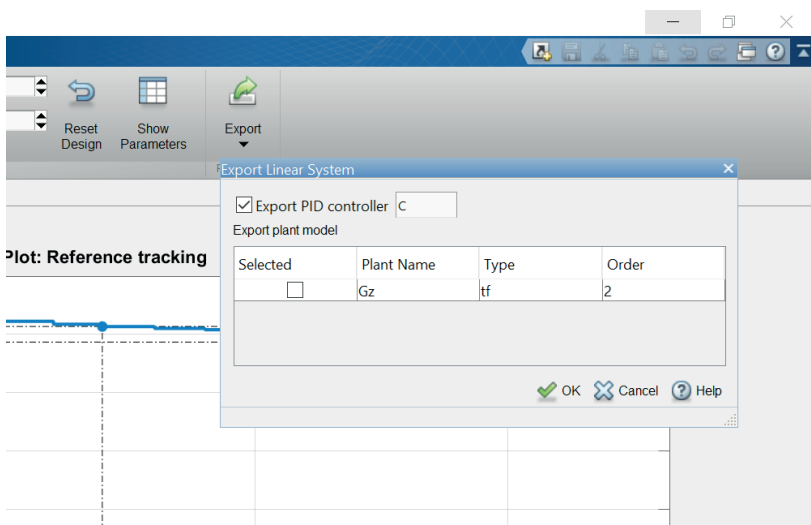 Reset Design
Show Parameters
Export
Export Linear System
Export PID controller C
Export plant model
Plot: Reference tracking
Selected Plant Name Type Order
Gz tf 2
OK Cancel Help